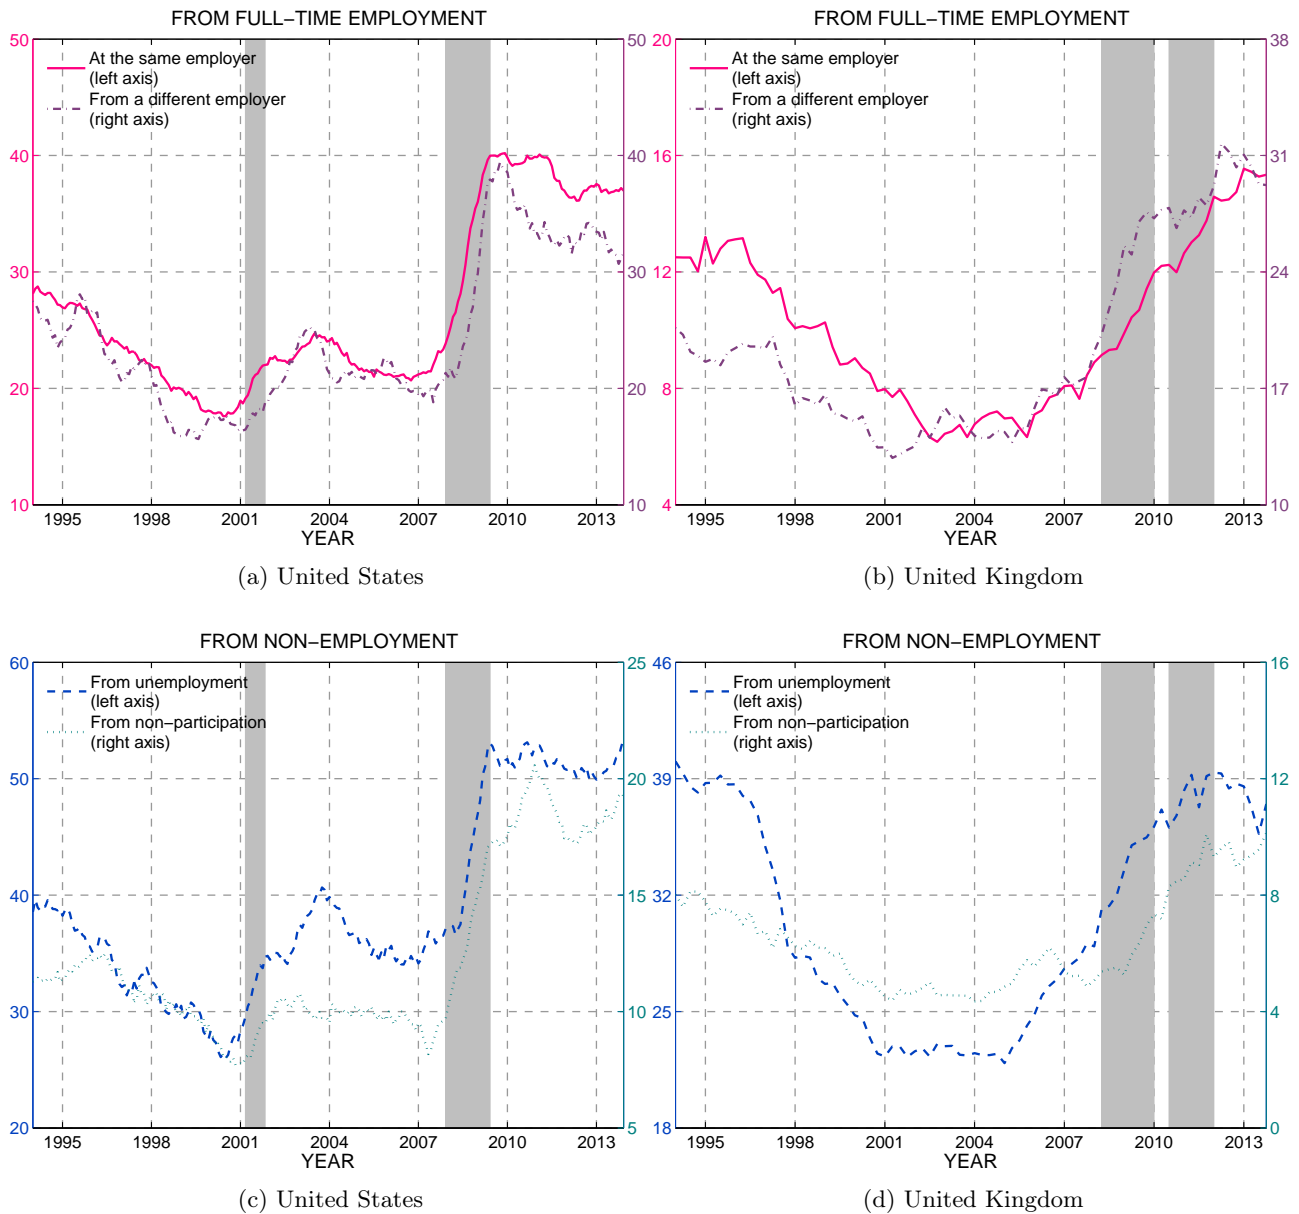 FROM FULL−TIME EMPLOYMENT
50
40
30
20
10
50
40
30
20
10
At the same employer
(left axis)
From a different employer
(right axis)
1995 1998 2001 2004 2007 2010 2013
YEAR
(a) United States
FROM FULL−TIME EMPLOYMENT
20
16
12
8
4
38
31
24
17
10
At the same employer
(left axis)
From a different employer
(right axis)
1995 1998 2001 2004 2007 2010 2013
YEAR
(b) United Kingdom
FROM NON−EMPLOYMENT
60
50
40
30
20
25
20
15
10
5
From unemployment
(left axis)
From non−participation
(right axis)
1995 1998 2001 2004 2007 2010 2013
YEAR
(c) United States
FROM NON−EMPLOYMENT
46
39
32
25
18
16
12
8
4
0
From unemployment
(left axis)
From non−participation
(right axis)
1995 1998 2001 2004 2007 2010 2013
YEAR
(d) United Kingdom